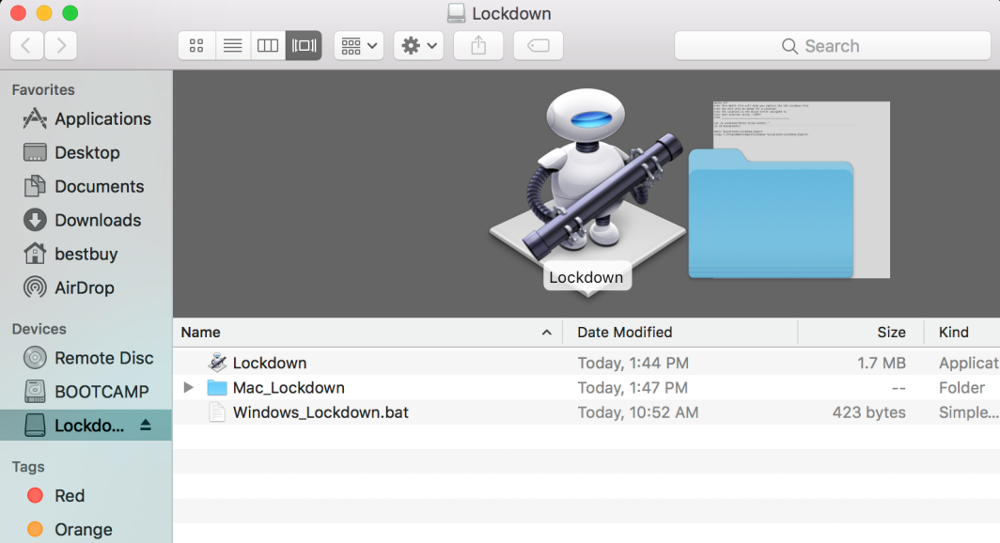 Lockdown
Search
Favorites
Applications
Desktop
Documents
Downloads
bestbuy
AirDrop
Devices
Remote Disc
BOOTCAMP
Lockdo...
Tags
Red
Orange
Lockdown
Name Date Modified Size Kind
Lockdown Today, 1:44 PM 1.7 MB Applicat
Mac_Lockdown Today, 1:47 PM -- Folder
Windows_Lockdown.bat Today, 10:52 AM 423 bytes Simple...